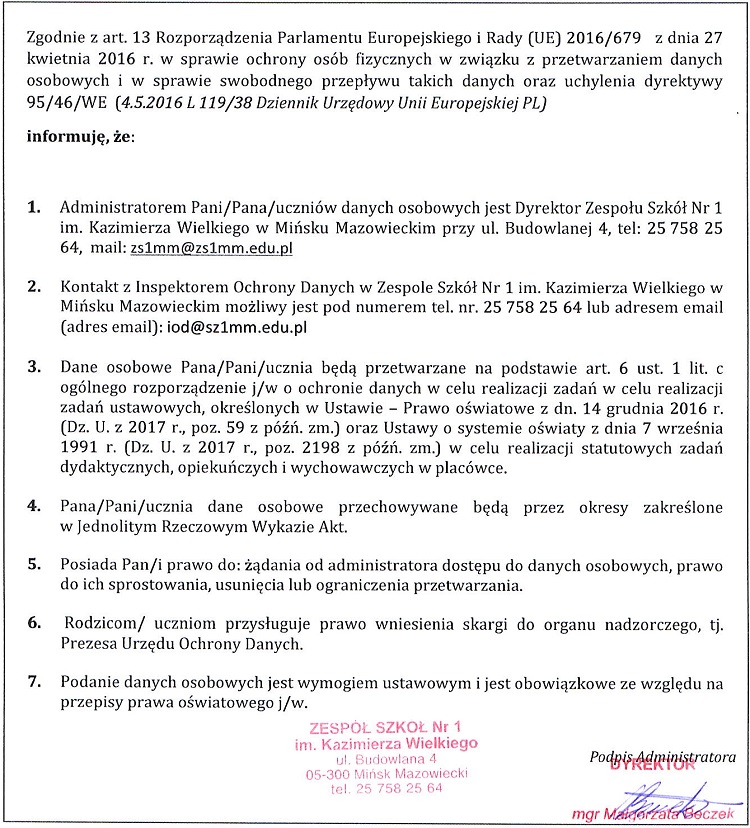 Zgodnie z art. 13 Rozporządzenia Parlamentu Europejskiego i Rady (UE) 2016/679 z dnia 27
kwietnia 2016 r. w sprawie ochrony osób fizycznych w związku z przetwarzaniem danych
osobowych i w sprawie swobodnego przepływu takich danych oraz uchylenia dyrektywy
95/46/WE (4.5.2016 L 119/38 Dziennik Urzędowy Unii Europejskiej PL)
informuję, że:
1. Administratorem Pani/Pana/uczniów danych osobowych jest Dyrektor Zespołu Szkół Nr 1
im. Kazimierza Wielkiego w Mińsku Mazowieckim przy ul. Budowlanej 4, tel: 25 758 25
64, mail: zs1mm@zs1mm.edu.pl
2. Kontakt z Inspektorem Ochrony Danych w Zespole Szkół Nr 1 im. Kazimierza Wielkiego w
Mińsku Mazowieckim możliwy jest pod numerem tel. nr. 25 758 25 64 lub adresem email
(adres email): iod@sz1mm.edu.pl
3. Dane osobowe Pana/Pani/ucznia będą przetwarzane na podstawie art. 6 ust. 1 lit. c
ogólnego rozporządzenie j/w o ochronie danych w celu realizacji zadań w celu realizacji
zadań ustawowych, określonych w Ustawie – Prawo oświatowe z dn. 14 grudnia 2016 r.
(Dz. U. z 2017 r., poz. 59 z późń. zm.) oraz Ustawy o systemie oświaty z dnia 7 września
1991 r. (Dz. U. z 2017 r., poz. 2198 z późń. zm.) w celu realizacji statutowych zadań
dydaktycznych, opiekuńczych i wychowawczych w placówce.
4. Pana/Pani/ucznia dane osobowe przechowywane będą przez okresy zakreślone
w Jednolitym Rzeczowym Wykazie Akt.
5. Posiada Pan/i prawo do: żądania od administratora dostępu do danych osobowych, prawo
do ich sprostowania, usunięcia lub ograniczenia przetwarzania.
6. Rodzicom/ uczniom przysługuje prawo wniesienia skargi do organu nadzorczego, tj.
Prezesa Urzędu Ochrony Danych.
7. Podanie danych osobowych jest wymogiem ustawowym i jest obowiązkowe ze względu na
przepisy prawa oświatowego j/w.
ZESPÓŁ SZKÓŁ Nr 1
im. Kazimierza Wielkiego
ul. Budowlana 4
05-300 Mińsk Mazowiecki
tel. 25 758 25 64
Podpis Administratora
DYREKTOR
mgr Małgorzata Beczek